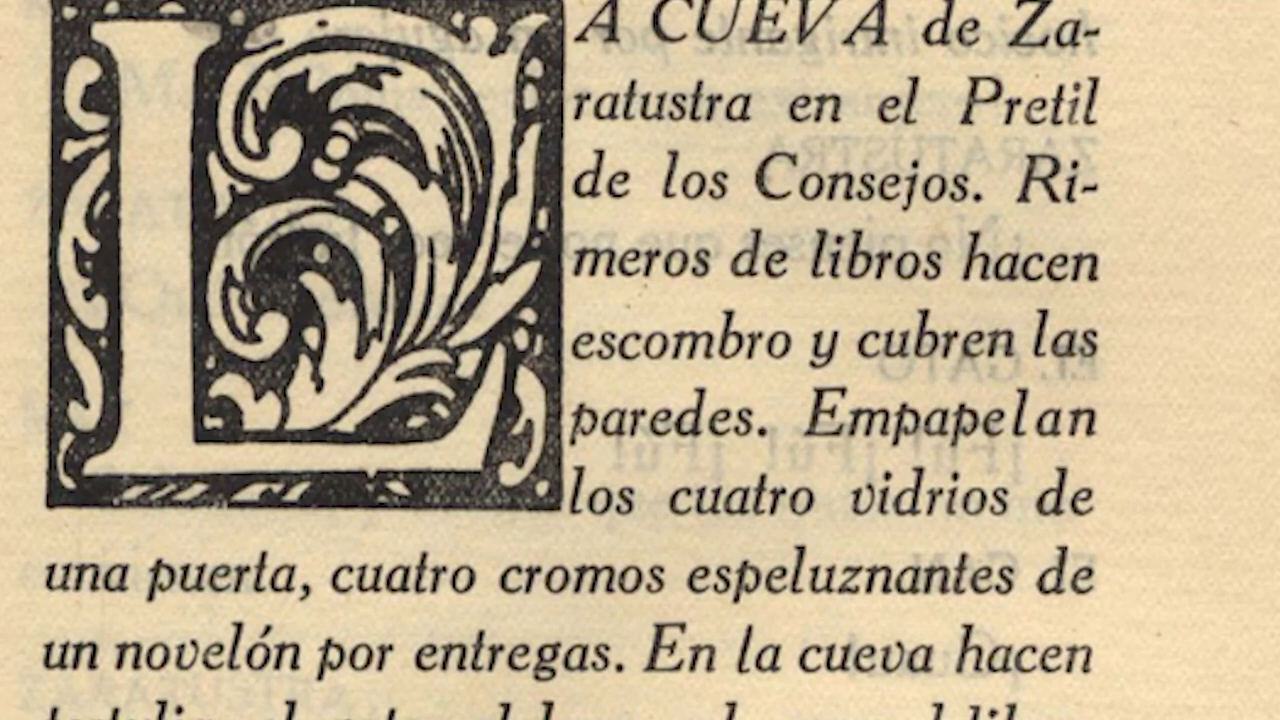 LA CUEVA de Za-
ratustra en el Pretil
de los Consejos. Ri-
meros de libros hacen
escombro y cubren las
paredes. Empapelan
los cuatro vidrios de
una puerta, cuatro cromos espeluznantes de
un novelón por entregas. En la cueva hacen